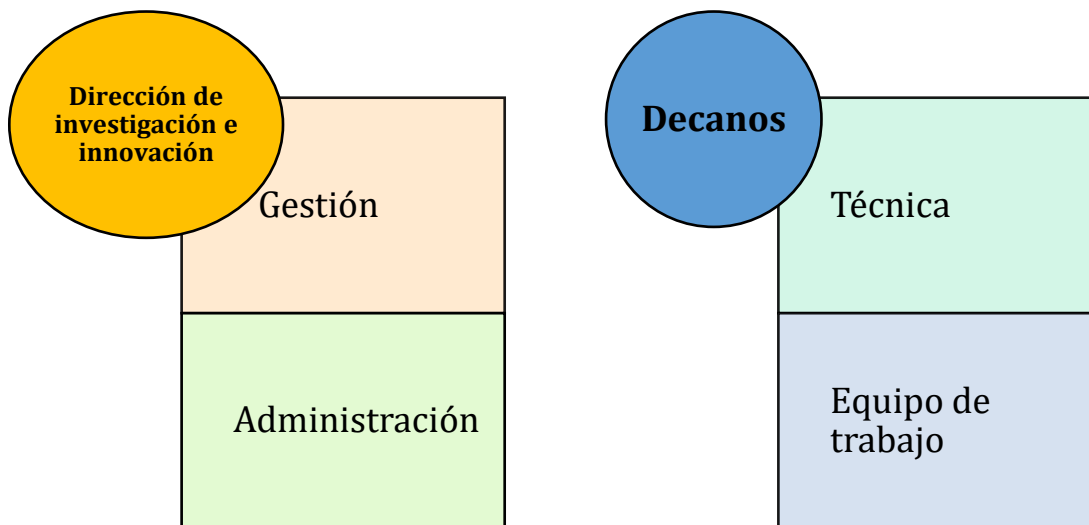 Dirección de
investigación e
innovación
Gestión
Administración
Decanos
Técnica
Equipo de
trabajo